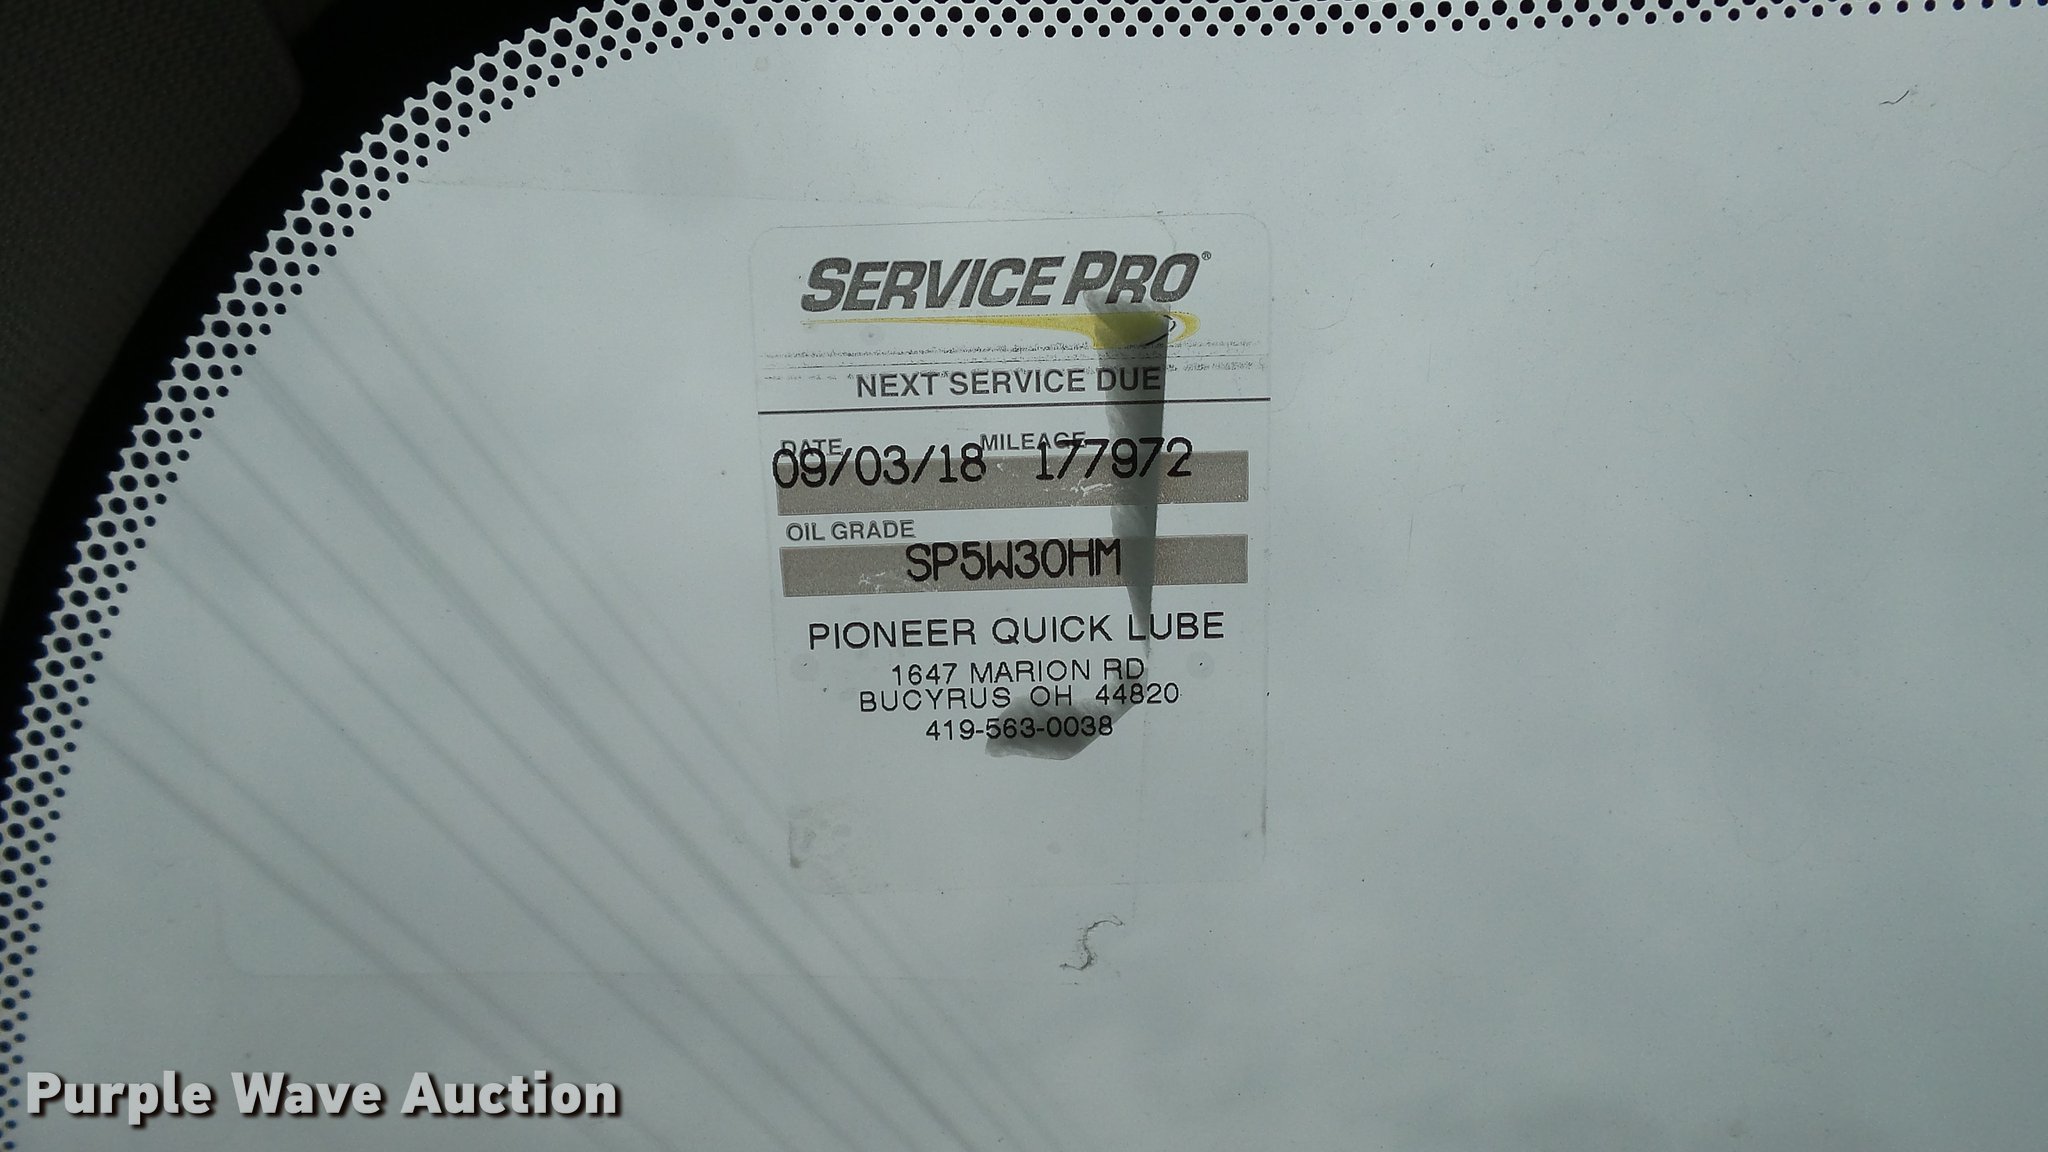 SERVICE PRO®
NEXT SERVICE DUE
DATE MILEAGE
09/03/18 177972
OIL GRADE
SP5W30HM
PIONEER QUICK LUBE
1647 MARION RD
BUCYRUS OH 44820
419-563-0038
Purple Wave Auction